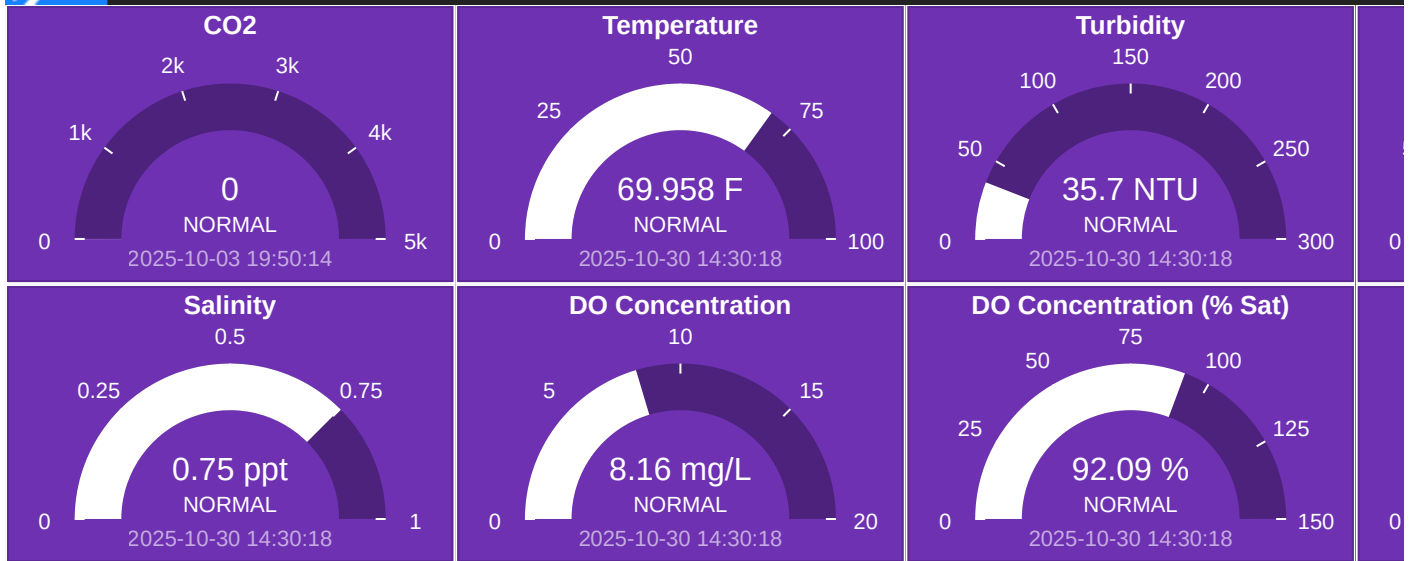 CO2
2k
3k
1k
4k
0
NORMAL
0
5k
2025-10-03 19:50:14
Temperature
50
25
75
69.958 F
NORMAL
0
100
2025-10-30 14:30:18
Turbidity
150
100
200
50
250
35.7 NTU
NORMAL
0
300
2025-10-30 14:30:18
0
Salinity
0.5
0.25
0.75
0.75 ppt
NORMAL
0
1
2025-10-30 14:30:18
DO Concentration
10
5
15
8.16 mg/L
NORMAL
0
20
2025-10-30 14:30:18
DO Concentration (% Sat)
75
50
100
25
125
92.09 %
NORMAL
0
150
2025-10-30 14:30:18
0